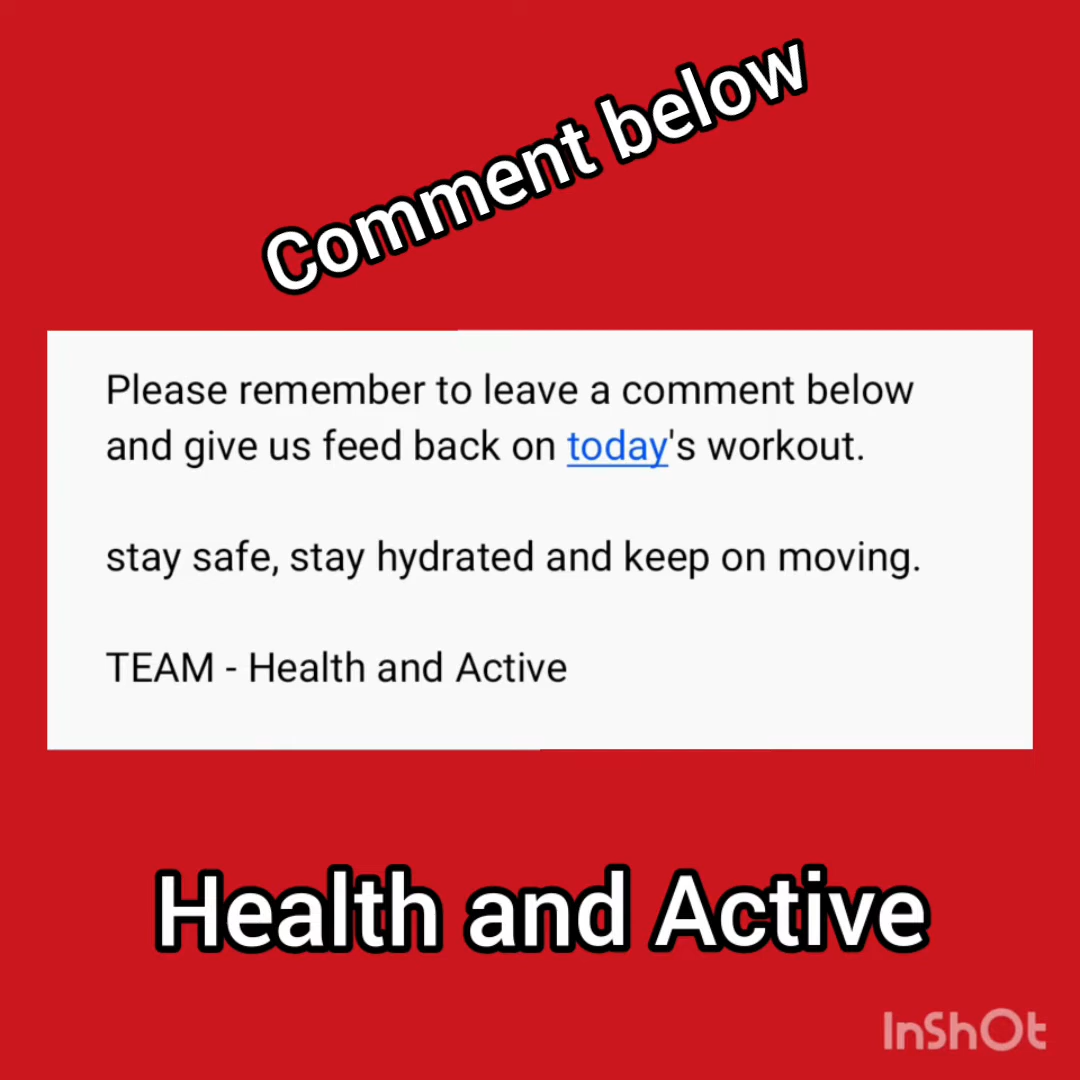 Comment below
Please remember to leave a comment below
and give us feed back on today's workout.
stay safe, stay hydrated and keep on moving.
TEAM - Health and Active
Health and Active
InShOt